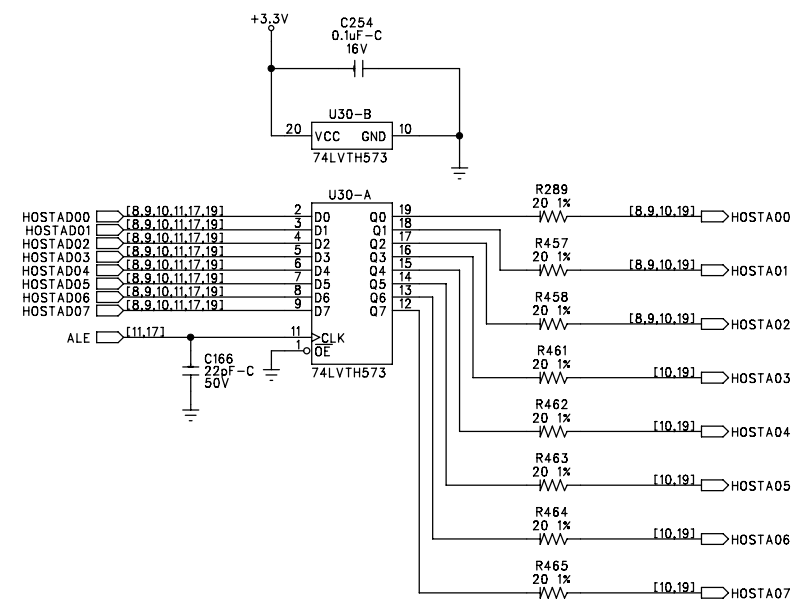 +3.3V
C254
0.1uF-C
16V
U30-B
20 VCC GND 10
74LVTH573
U30-A
HOSTAD00 [8,9,10,11,17,19] 2 D0 Q0 19
HOSTAD01 [8,9,10,11,17,19] 3 D1 Q1 18
HOSTAD02 [8,9,10,11,17,19] 4 D2 Q2 17
HOSTAD03 [8,9,10,11,17,19] 5 D3 Q3 16
HOSTAD04 [8,9,10,11,17,19] 6 D4 Q4 15
HOSTAD05 [8,9,10,11,17,19] 7 D5 Q5 14
HOSTAD06 [8,9,10,11,17,19] 8 D6 Q6 13
HOSTAD07 [8,9,10,11,17,19] 9 D7 Q7 12
ALE [11,17] 11 CLK
1 OE
74LVTH573
C166
22pF-C
50V
R289
20 1%
[8,9,10,19] HOSTA00
R457
20 1%
[8,9,10,19] HOSTA01
R458
20 1%
[8,9,10,19] HOSTA02
R461
20 1%
[10,19] HOSTA03
R462
20 1%
[10,19] HOSTA04
R463
20 1%
[10,19] HOSTA05
R464
20 1%
[10,19] HOSTA06
R465
20 1%
[10,19] HOSTA07